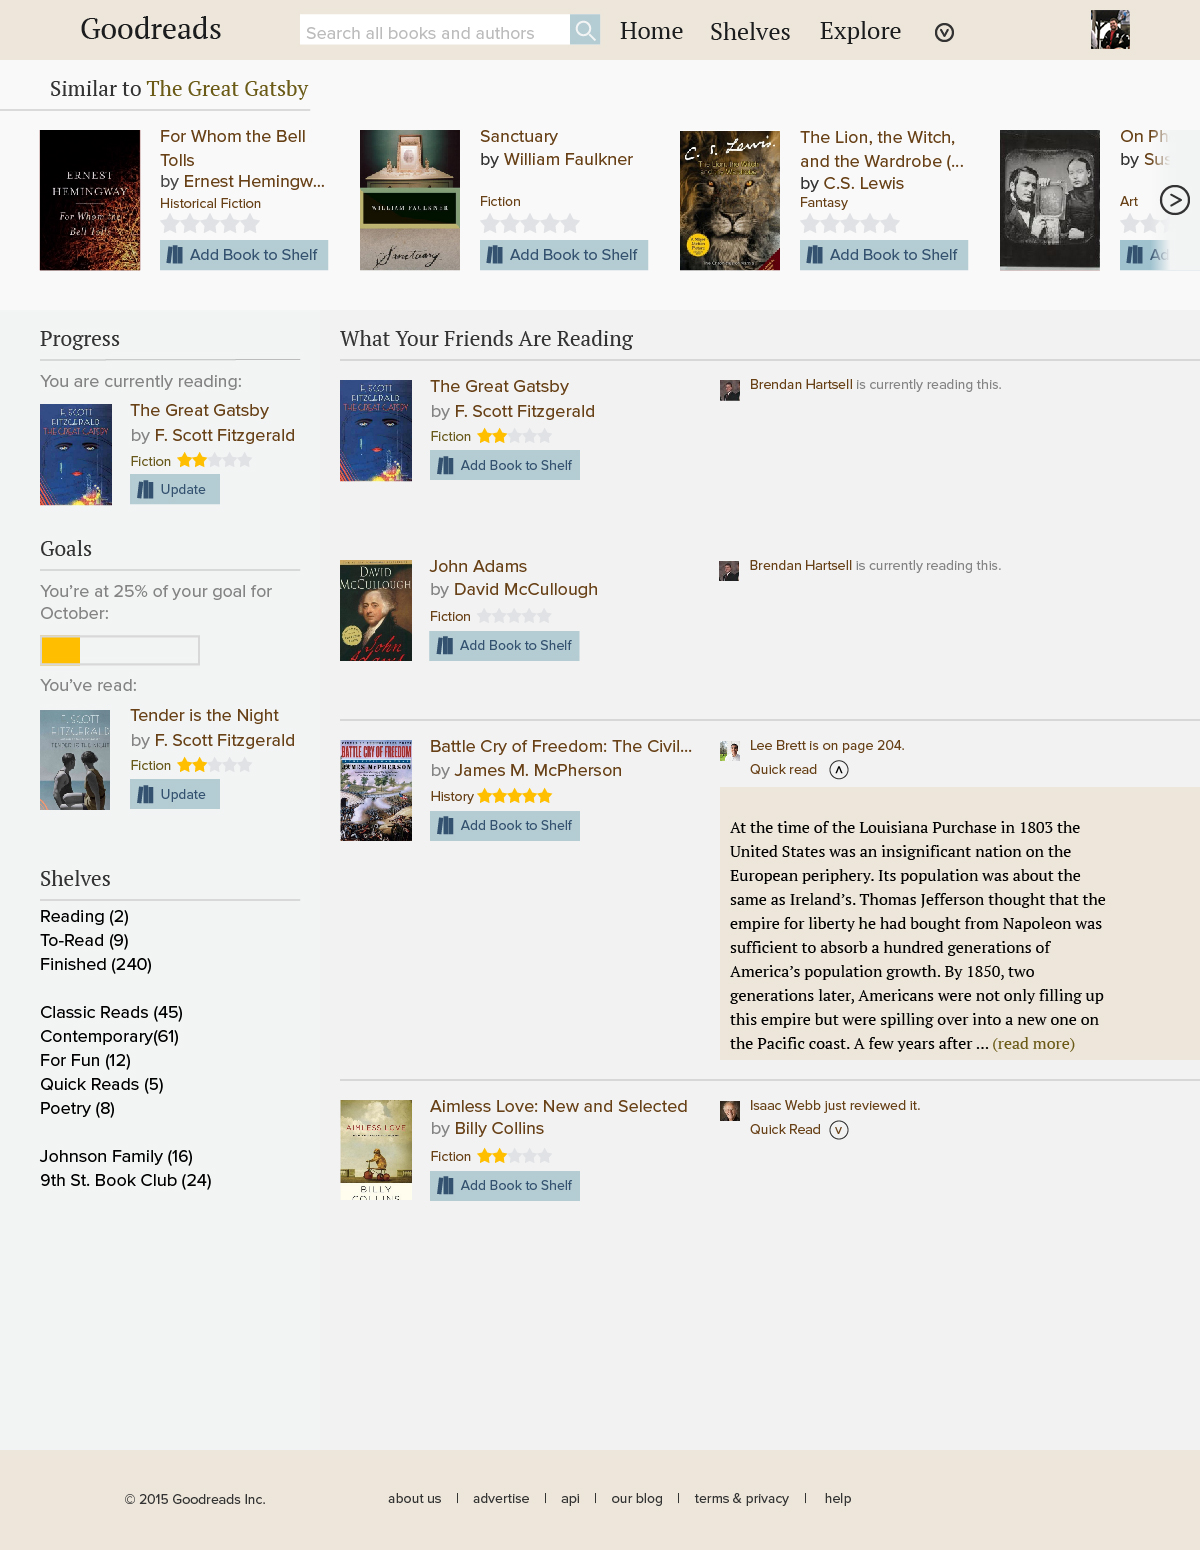 Goodreads
Search all books and authors
Home
Shelves
Explore
Similar to The Great Gatsby
ERNEST
HEMINGWAY
For Whom the
Bell Tolls
For Whom the Bell
Tolls
by Ernest Hemingw...
Historical Fiction
Add Book to Shelf
WILLIAM FAULKNER
Sanctuary
Sanctuary
by William Faulkner
Fiction
Add Book to Shelf
C. S. Lewis.
The Lion, the Witch
and the Wardrobe
The Lion, the Witch,
and the Wardrobe (...
by C.S. Lewis
Fantasy
Add Book to Shelf
On Ph
by Sus
Art
Ad
Progress
You are currently reading:
F. SCOTT
FITZGERALD
THE GREAT GATSBY
The Great Gatsby
by F. Scott Fitzgerald
Fiction
Update
Goals
You're at 25% of your goal for
October:
You've read:
F. SCOTT
FITZGERALD
TENDER IS THE NIGHT
Tender is the Night
by F. Scott Fitzgerald
Fiction
Update
Shelves
Reading (2)
To-Read (9)
Finished (240)
Classic Reads (45)
Contemporary(61)
For Fun (12)
Quick Reads (5)
Poetry (8)
Johnson Family (16)
9th St. Book Club (24)
What Your Friends Are Reading
F. SCOTT
FITZGERALD
THE GREAT GATSBY
The Great Gatsby
by F. Scott Fitzgerald
Fiction
Add Book to Shelf
Brendan Hartsell is currently reading this.
DAVID
McCULLOUGH
John
Adams
John Adams
by David McCullough
Fiction
Add Book to Shelf
Brendan Hartsell is currently reading this.
BATTLE CRY OF FREEDOM
JAMES McPHERSON
Battle Cry of Freedom: The Civil...
by James M. McPherson
History
Add Book to Shelf
Lee Brett is on page 204.
Quick read
At the time of the Louisiana Purchase in 1803 the
United States was an insignificant nation on the
European periphery. Its population was about the
same as Ireland's. Thomas Jefferson thought that the
empire for liberty he had bought from Napoleon was
sufficient to absorb a hundred generations of
America's population growth. By 1850, two
generations later, Americans were not only filling up
this empire but were spilling over into a new one on
the Pacific coast. A few years after ... (read more)
AIMLESS LOVE
BILLY
COLLINS
Aimless Love: New and Selected
by Billy Collins
Fiction
Add Book to Shelf
Isaac Webb just reviewed it.
Quick Read
© 2015 Goodreads Inc.
about us | advertise | api | our blog | terms & privacy | help